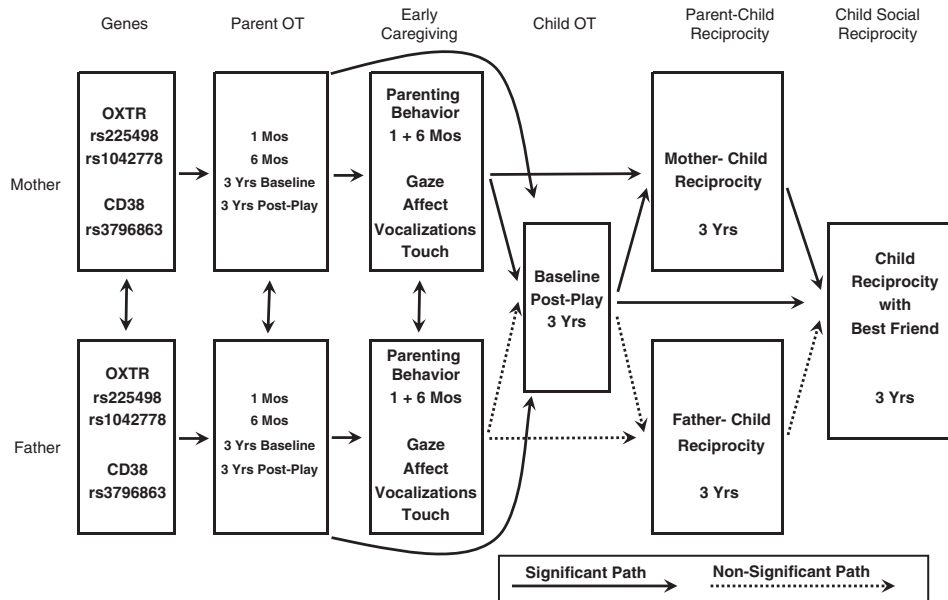 Genes
Parent OT
Early
Caregiving
Child OT
Parent-Child
Reciprocity
Child Social
Reciprocity
Mother
OXTR
rs225498
rs1042778
CD38
rs3796863
1 Mos
6 Mos
3 Yrs Baseline
3 Yrs Post-Play
Parenting
Behavior
1 + 6 Mos
Gaze
Affect
Vocalizations
Touch
Baseline
Post-Play
3 Yrs
Mother- Child
Reciprocity
3 Yrs
Child
Reciprocity
with
Best Friend
3 Yrs
Father
OXTR
rs225498
rs1042778
CD38
rs3796863
1 Mos
6 Mos
3 Yrs Baseline
3 Yrs Post-Play
Parenting
Behavior
1 + 6 Mos
Gaze
Affect
Vocalizations
Touch
Father- Child
Reciprocity
3 Yrs
Significant Path
Non-Significant Path